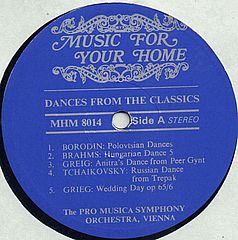 MUSIC FOR
YOUR HOME
DANCES FROM THE CLASSICS
MHM 8014 Side A STEREO
1. BORODIN: Polovtsian Dances
2. BRAHMS: Hungarian Dance 5
3. GREIG: Anitra's Dance from Peer Gynt
4. TCHAIKOVSKY: Russian Dance
from Trepak
5. GRIEG: Wedding Day op 65/6
The PRO MUSICA SYMPHONY
ORCHESTRA, VIENNA